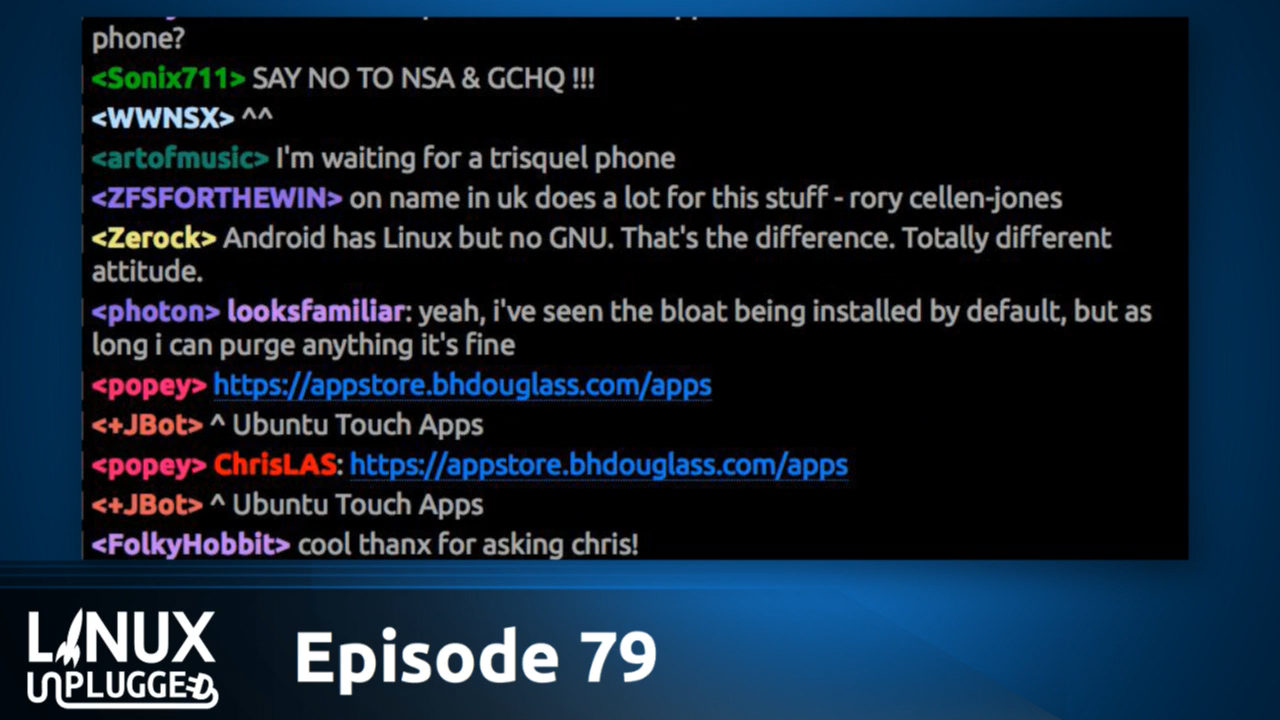 phone?
<Sonix711> SAY NO TO NSA & GCHQ !!!
<WWNSX> ^^
<artofmusic> I'm waiting for a trisquel phone
<ZFSFORTHEWIN> on name in uk does a lot for this stuff - rory cellen-jones
<Zerock> Android has Linux but no GNU. That's the difference. Totally different
attitude.
<photon> looksfamiliar: yeah, i've seen the bloat being installed by default, but as
long i can purge anything it's fine
<popey> https://appstore.bhdouglass.com/apps
<+JBot> ^ Ubuntu Touch Apps
<popey> ChrisLAS: https://appstore.bhdouglass.com/apps
<+JBot> ^ Ubuntu Touch Apps
<FolkyHobbit> cool thanx for asking chris!
LINUX
UNPLUGGED
Episode 79